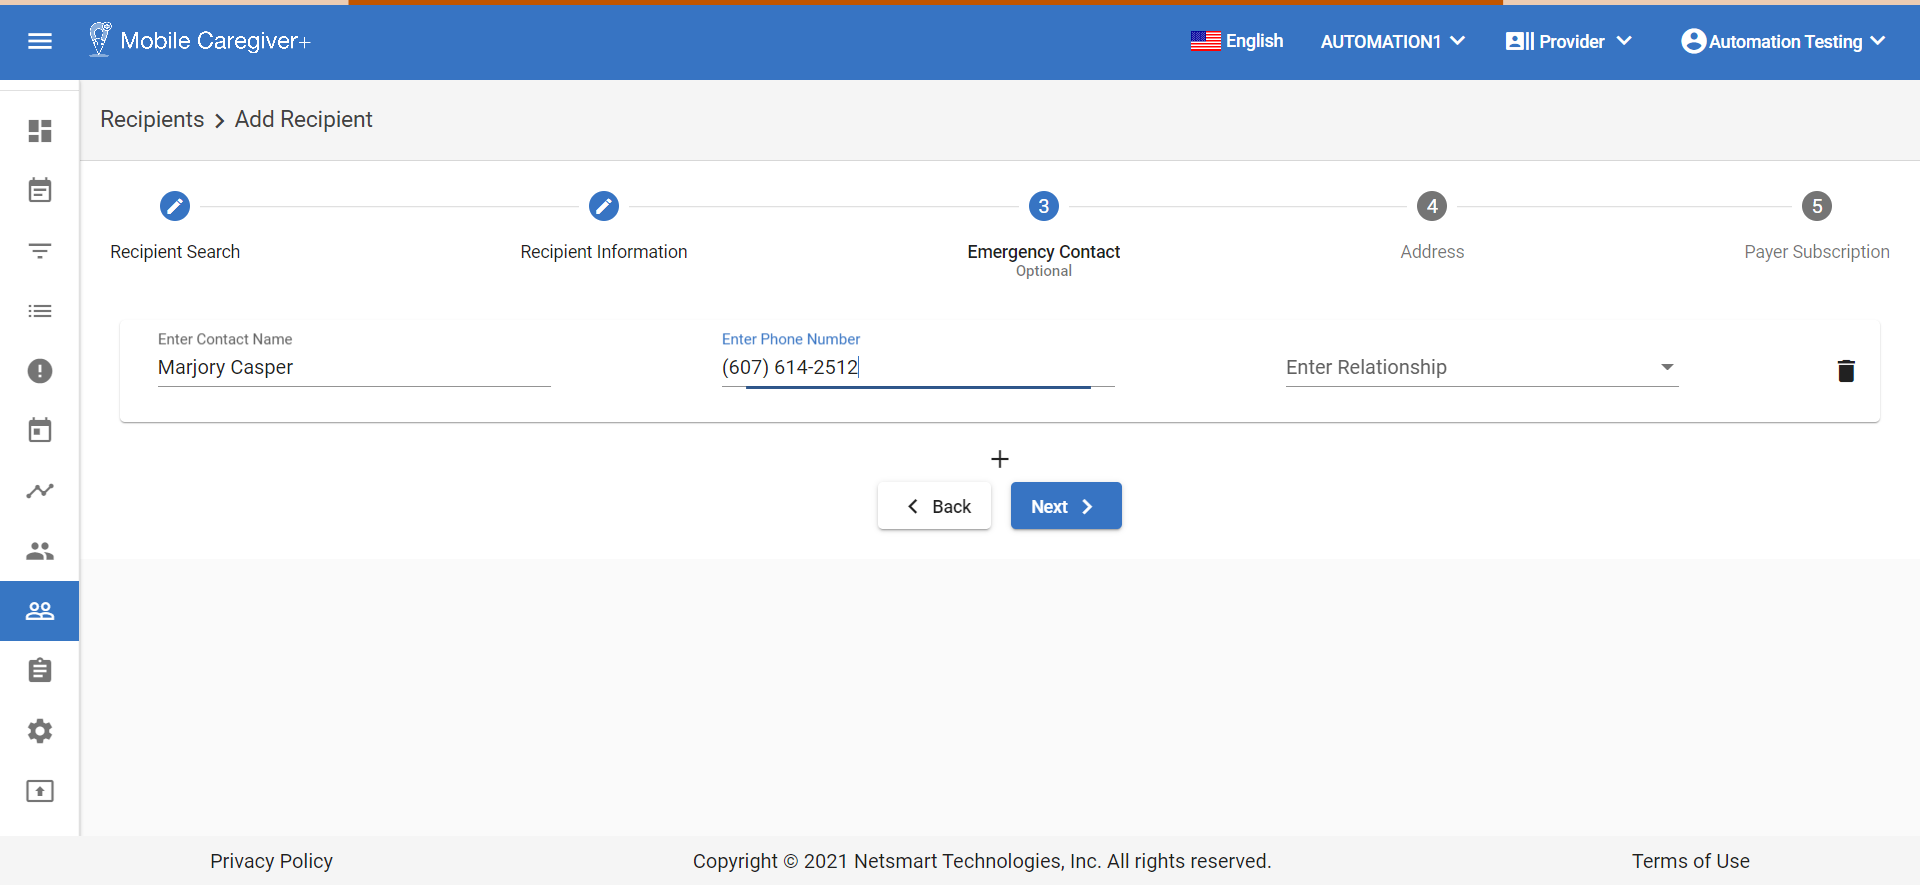 Mobile Caregiver+
English
AUTOMATION1
Provider
Automation Testing
Recipients > Add Recipient
3
4
5
Recipient Search
Recipient Information
Emergency Contact
Optional
Address
Payer Subscription
Enter Contact Name
Marjory Casper
Enter Phone Number
(607) 614-2512
Enter Relationship
+
Back
Next
Privacy Policy
Copyright © 2021 Netsmart Technologies, Inc. All rights reserved.
Terms of Use